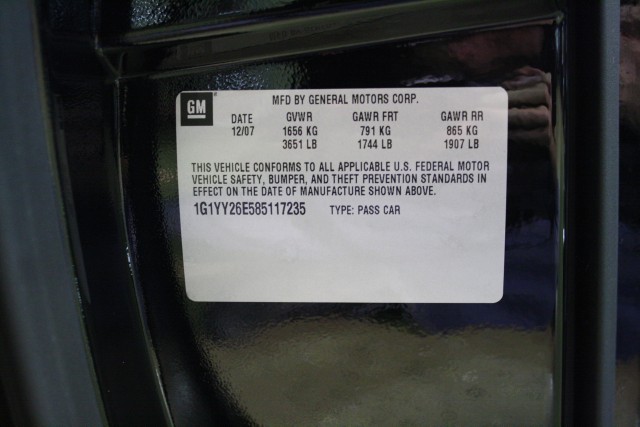 GM
MFD BY GENERAL MOTORS CORP.
DATE GVWR GAWR FRT GAWR RR
12/07 1656 KG 791 KG 865 KG
3651 LB 1744 LB 1907 LB
THIS VEHICLE CONFORMS TO ALL APPLICABLE U.S. FEDERAL MOTOR
VEHICLE SAFETY, BUMPER, AND THEFT PREVENTION STANDARDS IN
EFFECT ON THE DATE OF MANUFACTURE SHOWN ABOVE.
1G1YY26E585117235 TYPE: PASS CAR